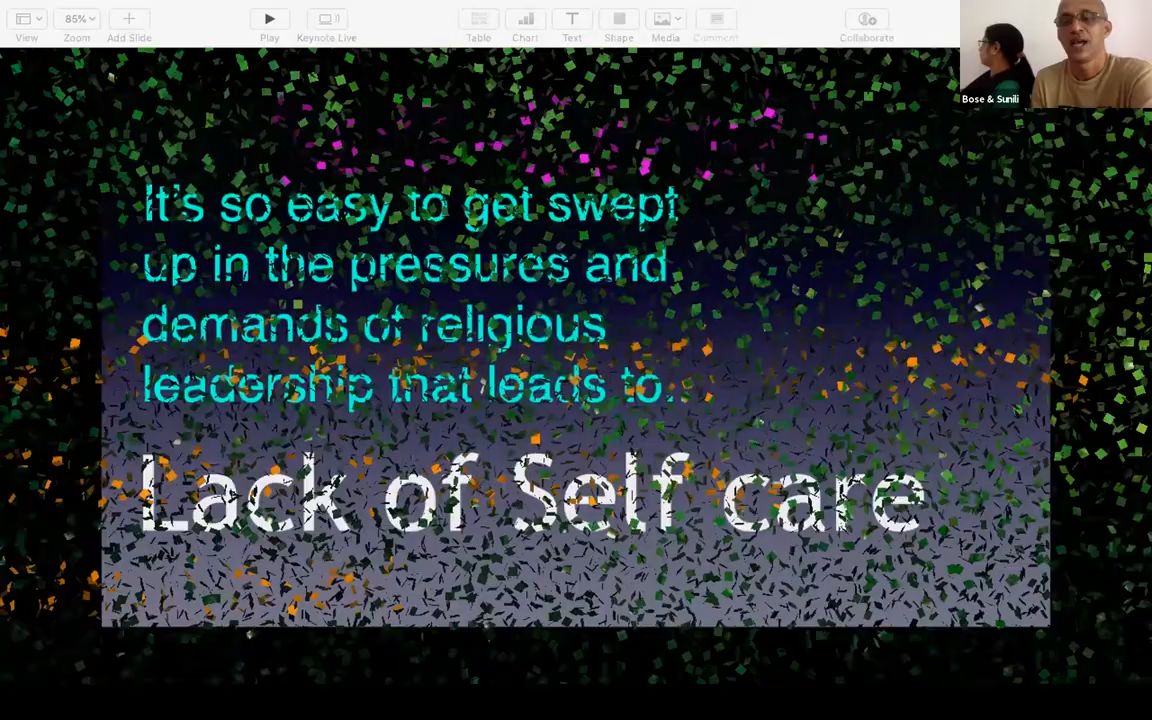 85%
View
Zoom
Add Slide
Play
Keynote Live
Table
Chart
Text
Shape
Media
Comment
Collaborate
Bose & Sunili
It's so easy to get swept
up in the pressures and
demands of religious
leadership that leads to..
Lack of Self care